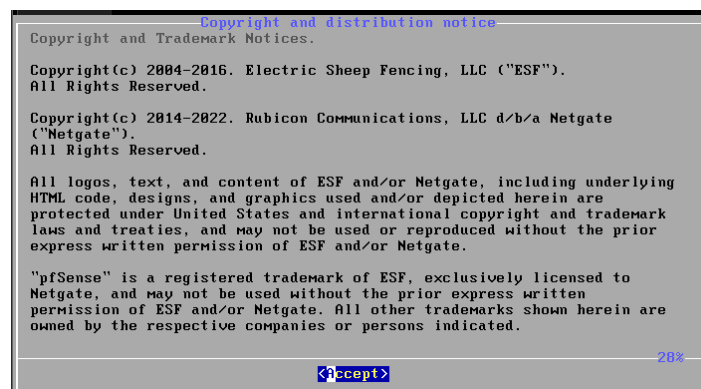 Copyright and distribution notice
Copyright and Trademark Notices.
Copyright(c) 2004-2016. Electric Sheep Fencing, LLC ("ESF").
All Rights Reserved.
Copyright(c) 2014-2022. Rubicon Communications, LLC d/b/a Netgate
("Netgate").
All Rights Reserved.
All logos, text, and content of ESF and/or Netgate, including underlying
HTML code, designs, and graphics used and/or depicted herein are
protected under United States and international copyright and trademark
laws and treaties, and may not be used or reproduced without the prior
express written permission of ESF and/or Netgate.
"pfSense" is a registered trademark of ESF, exclusively licensed to
Netgate, and may not be used without the prior express written
permission of ESF and/or Netgate. All other trademarks shown herein are
owned by the respective companies or persons indicated.
28%
<Accept>